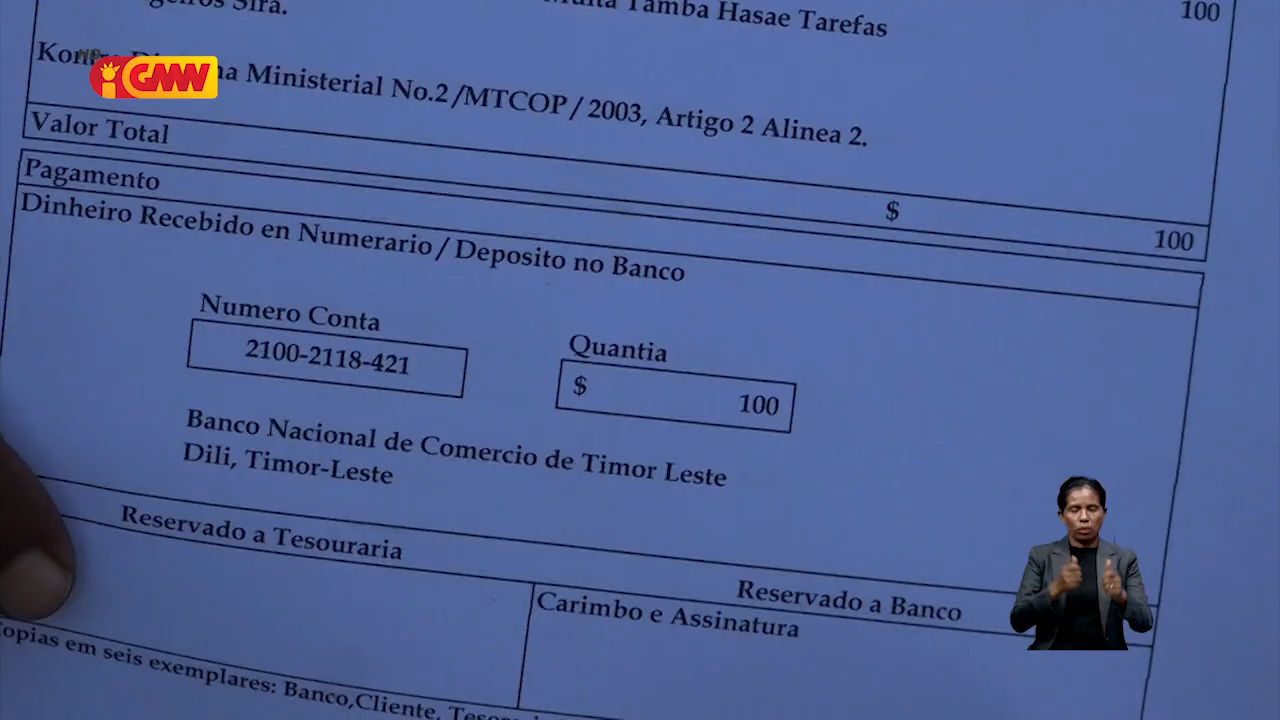 Multa Tamba Hasae Tarefas
100
Ministerial No.2/MTCOP/2003, Artigo 2 Alinea 2.
GMN
Valor Total
$
100
Pagamento
Dinheiro Recebido en Numerario/Deposito no Banco
Numero Conta
2100-2118-421
Quantia
$ 100
Banco Nacional de Comercio de Timor Leste
Dili, Timor-Leste
Reservado a Tesouraria
Reservado a Banco
Carimbo e Assinatura
em seis exemplares: Banco,Cliente,